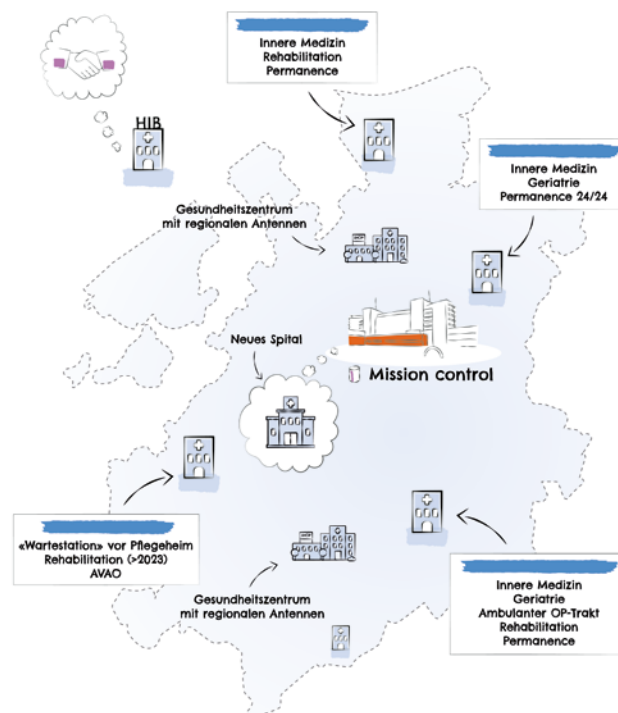 Innere Medizin
Rehabilitation
Permanence
HIB
Innere Medizin
Geriatrie
Permanence 24/24
Gesundheitszentrum
mit regionalen Antennen
Neues Spital
Mission control
«Wartestation» vor Pflegeheim
Rehabilitation (>2023)
AVAO
Gesundheitszentrum
mit regionalen Antennen
Innere Medizin
Geriatrie
Ambulanter OP-Trakt
Rehabilitation
Permanence